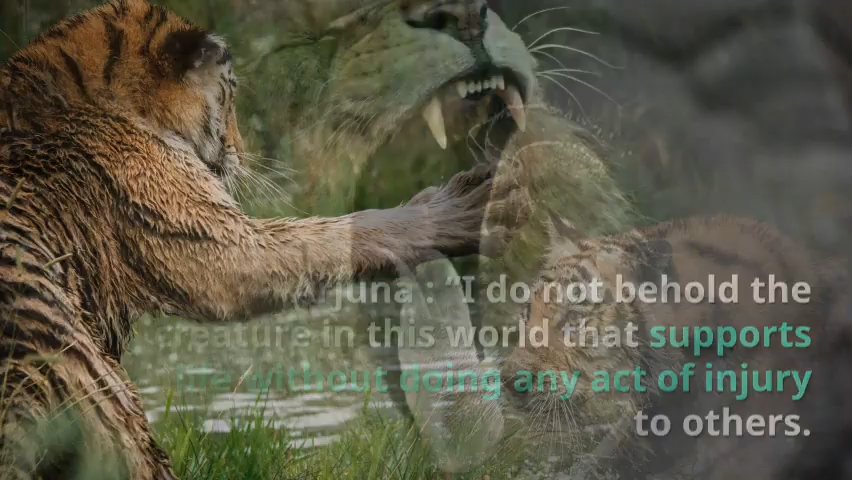 juna : “I do not behold the
creature in this world that supports
life without doing any act of injury
to others.